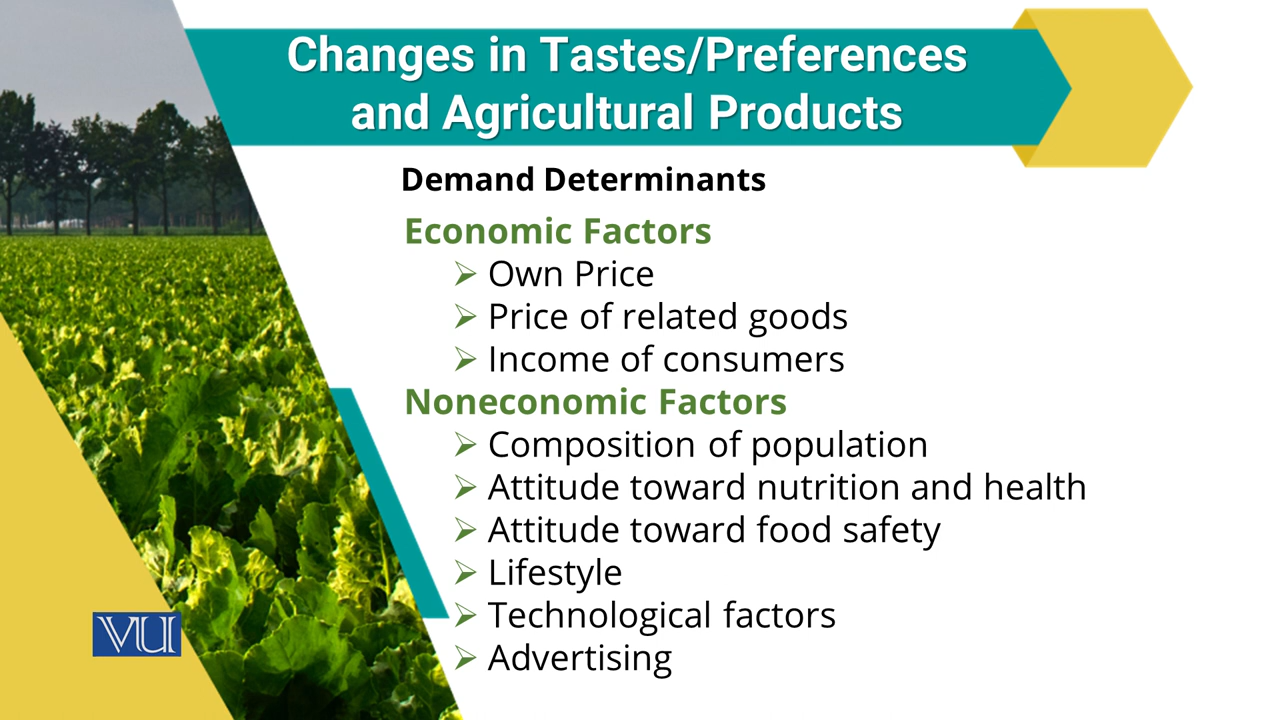 Changes in Tastes/Preferences
and Agricultural Products
Demand Determinants
Economic Factors
➢ Own Price
➢ Price of related goods
➢ Income of consumers
Noneconomic Factors
➢ Composition of population
➢ Attitude toward nutrition and health
➢ Attitude toward food safety
➢ Lifestyle
➢ Technological factors
➢ Advertising
VU